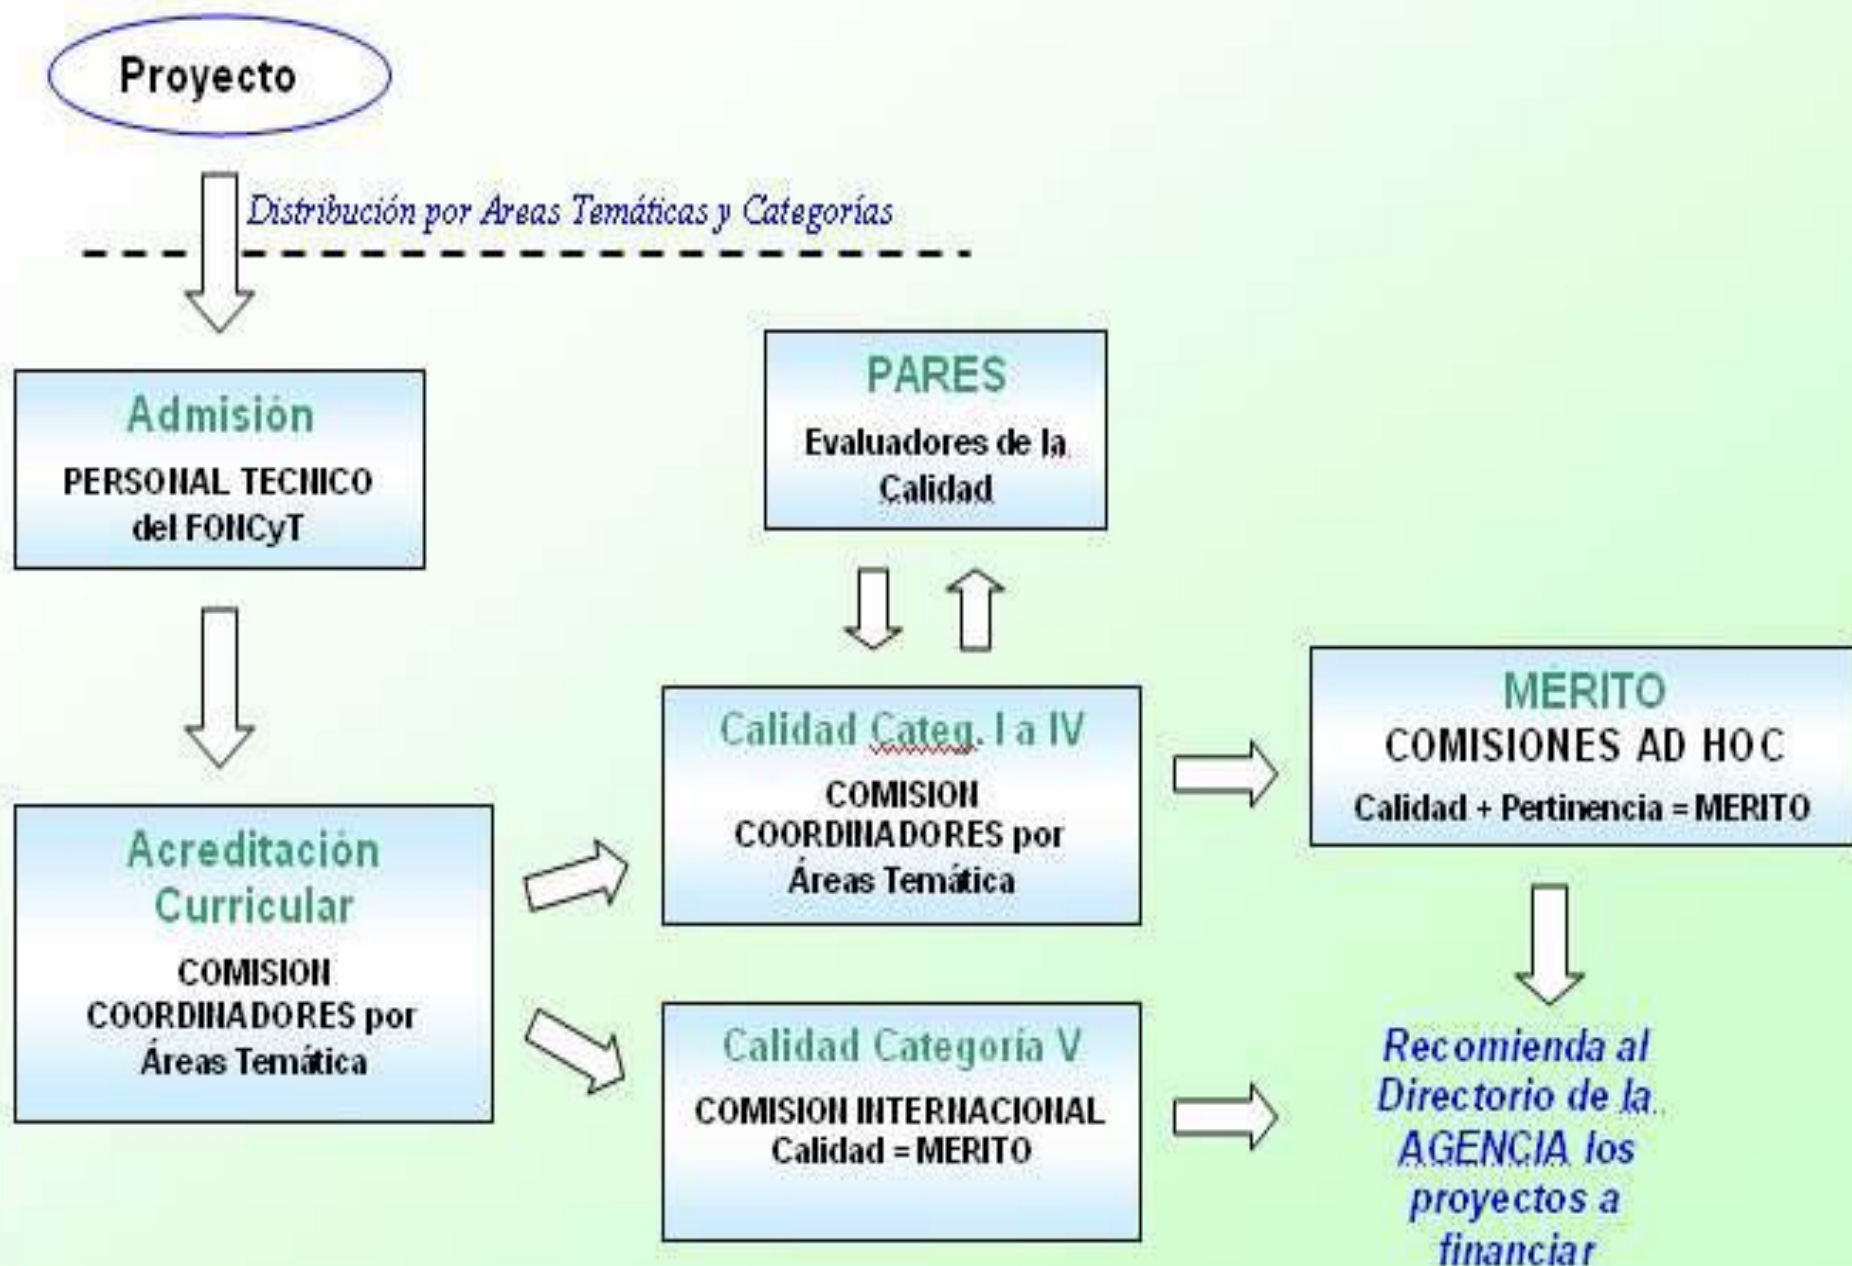 Proyecto
Distribución por Areas Temáticas y Categorías
Admisión
PERSONAL TECNICO
del FONCyT
PARES
Evaluadores de la
Calidad
Acreditación
Curricular
COMISION
COORDINADORES por
Áreas Temática
Calidad Categ. I a IV
COMISION
COORDINADORES por
Áreas Temática
Calidad Categoría V
COMISION INTERNACIONAL
Calidad = MERITO
MÉRITO
COMISIONES AD HOC
Calidad + Pertinencia = MERITO
Recomienda al
Directorio de la
AGENCIA los
proyectos a
financiar